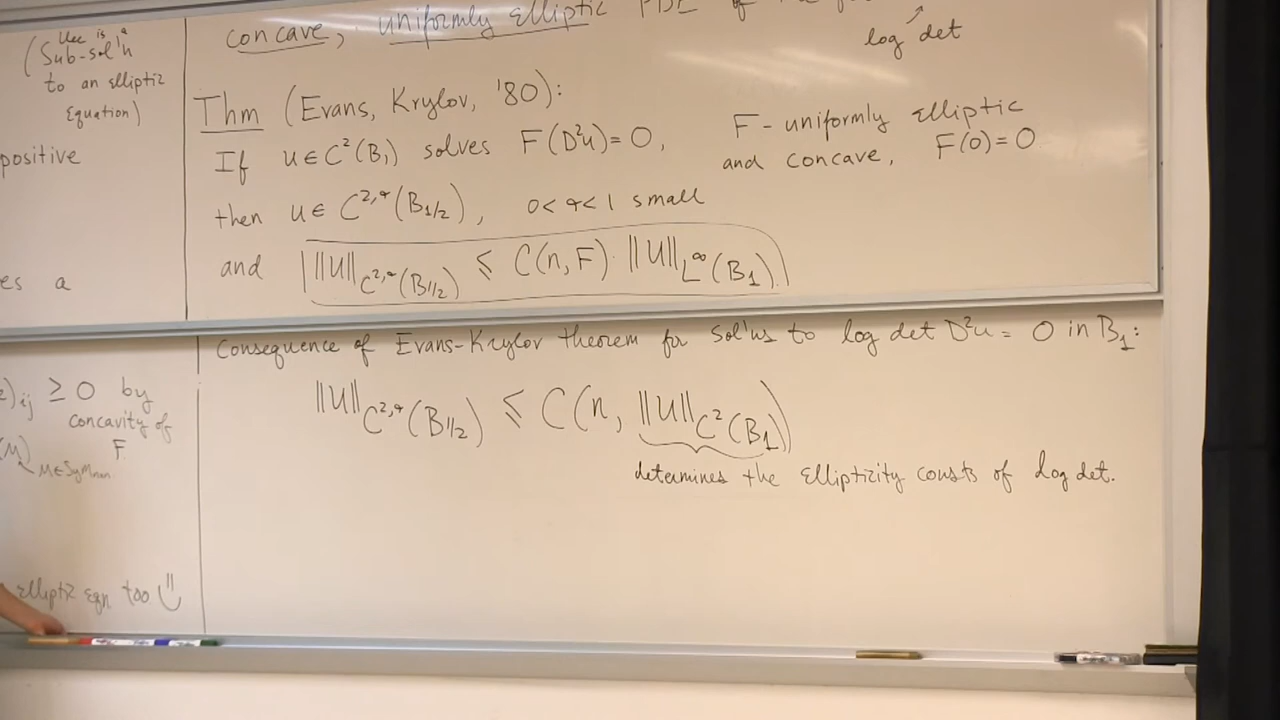 (U_ee is a
Sub-sol'n
to an elliptic
Equation)
positive
es a
concave, uniformly elliptic PDE of the
log det
Thm (Evans, Krylov, '80):
If u ∈ C²(B₁) solves F(D²u) = 0,
F - uniformly elliptic
and concave, F(0) = 0
then u ∈ C^{2,α}(B_{1/2}), 0 < α < 1 small
and ||u||_{C^{2,α}(B_{1/2})} ≤ C(n, F) · ||u||_{L^∞(B₁)}.
)_{ij} ≥ 0 by
concavity of
F
M ∈ Sym_{n×n}
elliptic eqn too
Consequence of Evans-Krylov theorem for sol'ns to log det D²u = 0 in B₁:
||u||_{C^{2,α}(B_{1/2})} ≤ C(n, ||u||_{C²(B₁)})
determines the ellipticity consts of log det.